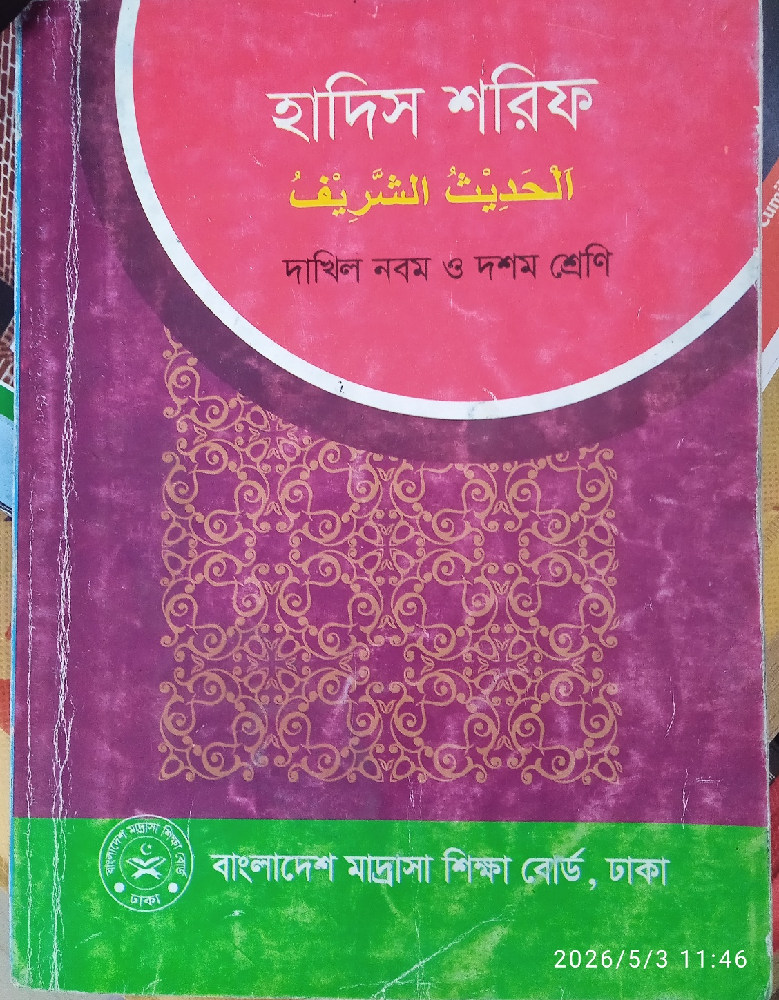 হাদিস শরিফ
اَلْحَدِيْثُ الشَّرِيْفُ
দাখিল নবম ও দশম শ্রেণি
বাংলাদেশ মাদ্রাসা শিক্ষা বোর্ড
ঢাকা
বাংলাদেশ মাদ্রাসা শিক্ষা বোর্ড, ঢাকা
2026/5/3 11:46